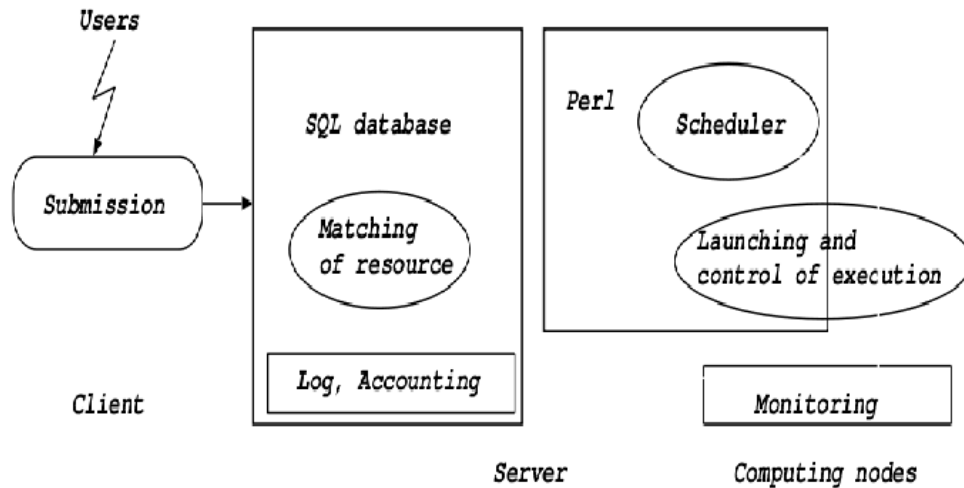 Users
Submission
Client
SQL database
Matching
of resource
Log, Accounting
Perl
Scheduler
Launching and
control of execution
Monitoring
Server
Computing nodes